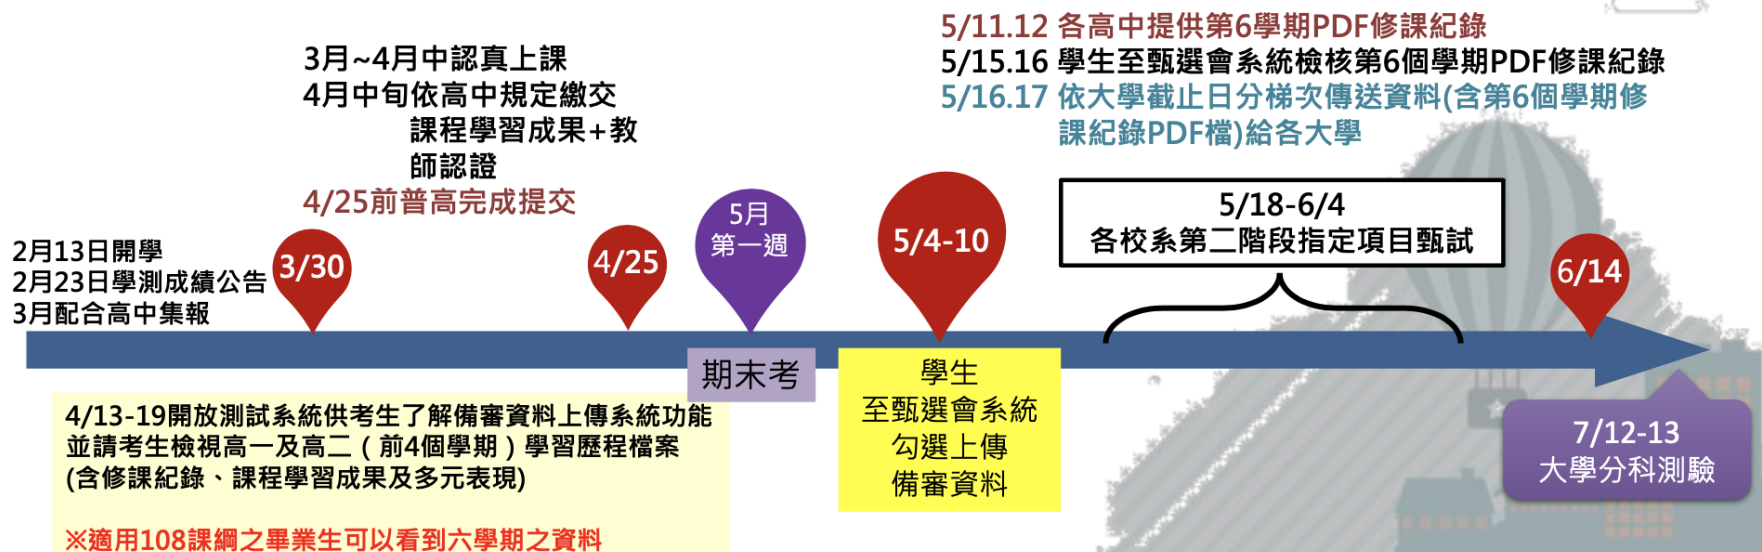 5/11.12 各高中提供第6學期PDF修課紀錄
5/15.16 學生至甄選會系統檢核第6個學期PDF修課紀錄
5/16.17 依大學截止日分梯次傳送資料(含第6個學期修
課紀錄PDF檔)給各大學
3月~4月中認真上課
4月中旬依高中規定繳交
課程學習成果+教
師認證
4/25前普高完成提交
2月13日開學
2月23日學測成績公告
3月配合高中集報
3/30
4/25
5月
第一週
5/4-10
5/18-6/4
各校系第二階段指定項目甄試
6/14
期末考
學生
至甄選會系統
勾選上傳
備審資料
4/13-19開放測試系統供考生了解備審資料上傳系統功能
並請考生檢視高一及高二（前4個學期）學習歷程檔案
(含修課紀錄、課程學習成果及多元表現)
※適用108課綱之畢業生可以看到六學期之資料
7/12-13
大學分科測驗